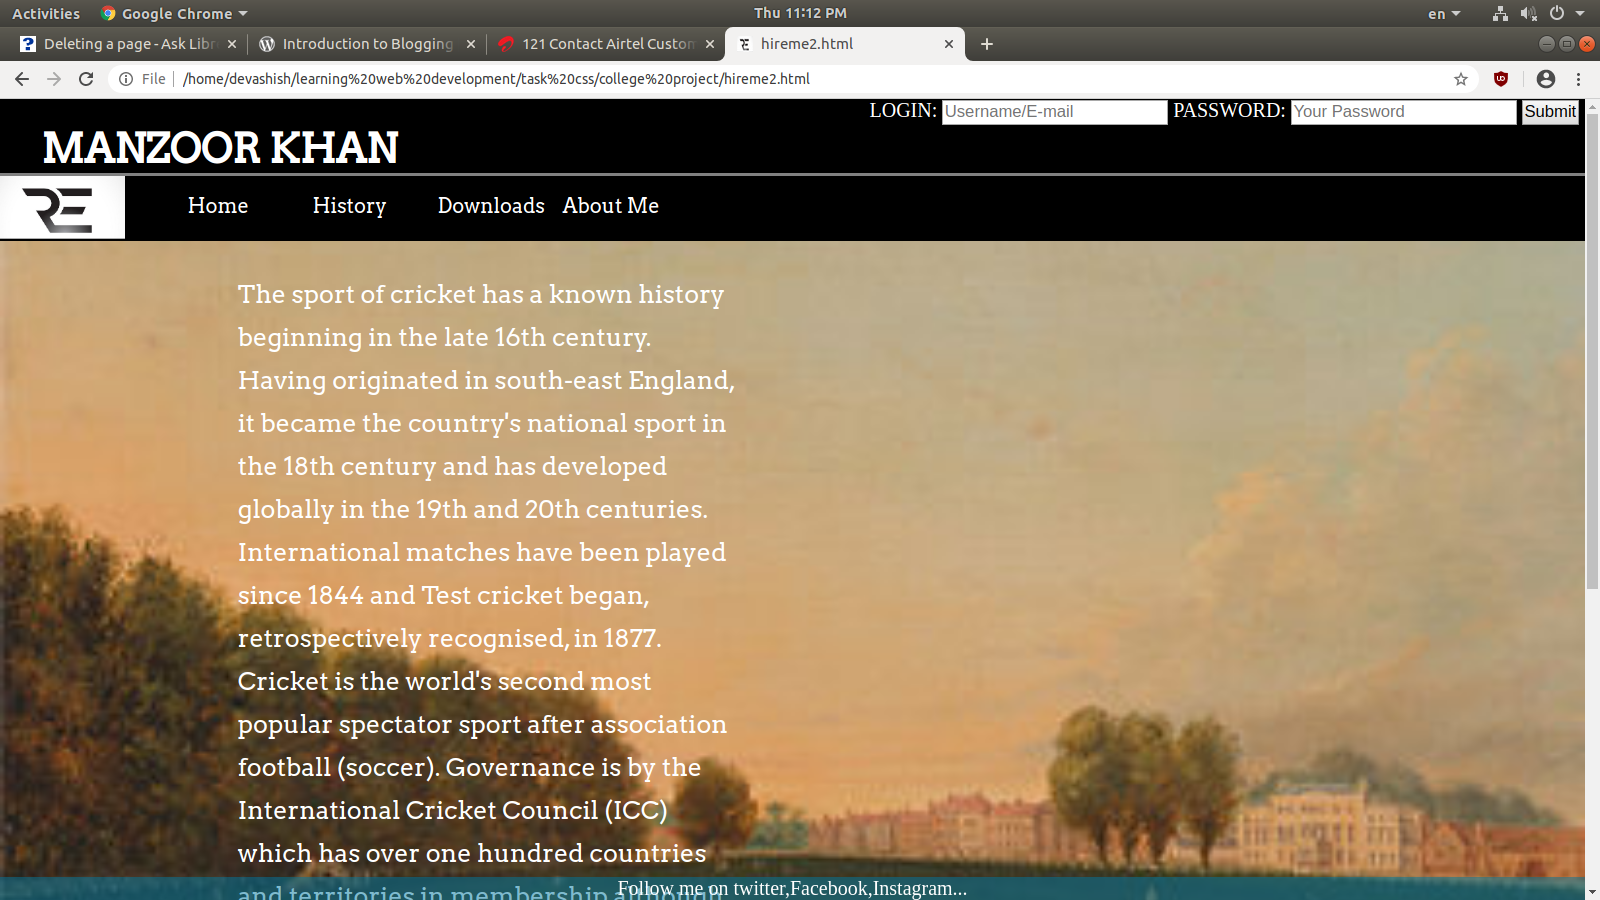 Activities Google Chrome Thu 11:12 PM en
Deleting a page - Ask Libr Introduction to Blogging 121 Contact Airtel Custom hireme2.html
File /home/devashish/learning%20web%20development/task%20css/college%20project/hireme2.html
LOGIN: Username/E-mail PASSWORD: Your Password Submit
MANZOOR KHAN
RE Home History Downloads About Me
The sport of cricket has a known history
beginning in the late 16th century.
Having originated in south-east England,
it became the country's national sport in
the 18th century and has developed
globally in the 19th and 20th centuries.
International matches have been played
since 1844 and Test cricket began,
retrospectively recognised, in 1877.
Cricket is the world's second most
popular spectator sport after association
football (soccer). Governance is by the
International Cricket Council (ICC)
which has over one hundred countries
and territories in membership although
Follow me on twitter,Facebook,Instagram...